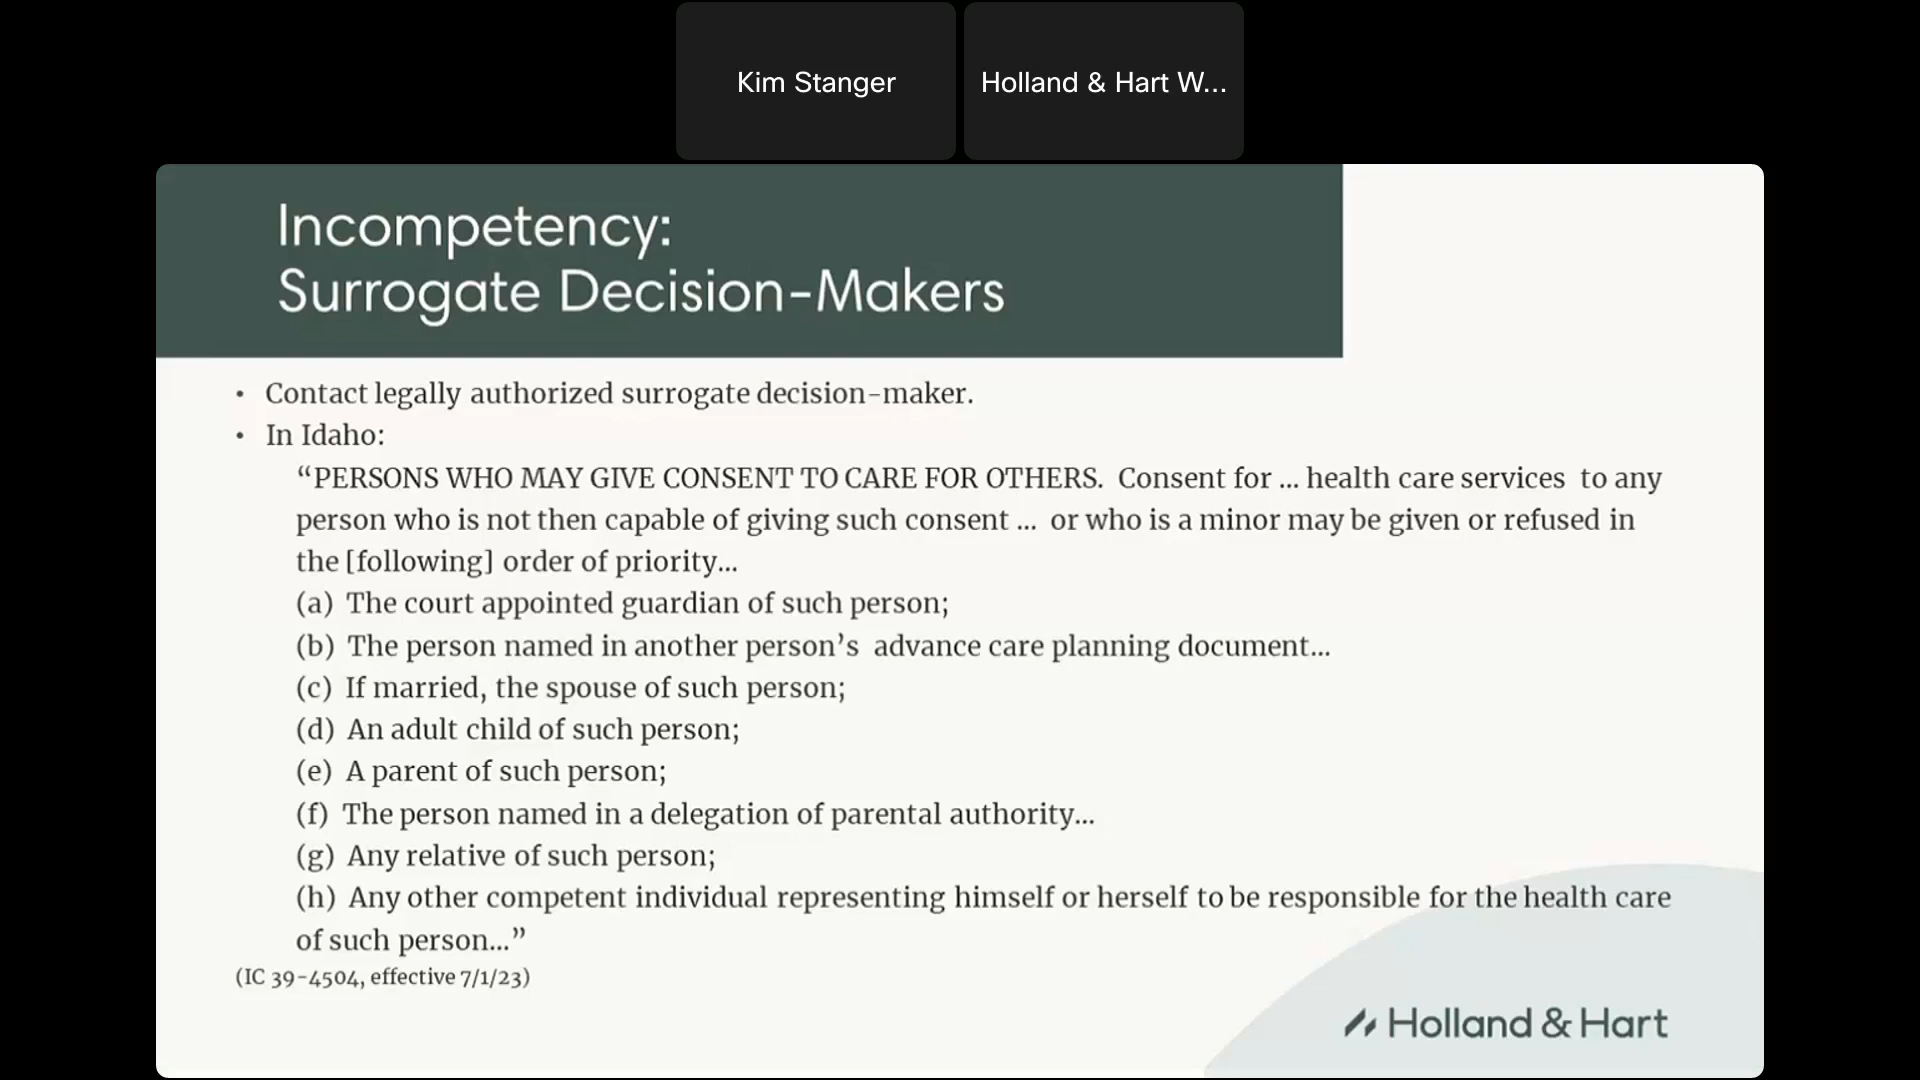 Kim Stanger
Holland & Hart W...
Incompetency:
Surrogate Decision-Makers
• Contact legally authorized surrogate decision-maker.
• In Idaho:
“PERSONS WHO MAY GIVE CONSENT TO CARE FOR OTHERS. Consent for ... health care services to any
person who is not then capable of giving such consent ... or who is a minor may be given or refused in
the [following] order of priority...
(a) The court appointed guardian of such person;
(b) The person named in another person’s advance care planning document...
(c) If married, the spouse of such person;
(d) An adult child of such person;
(e) A parent of such person;
(f) The person named in a delegation of parental authority...
(g) Any relative of such person;
(h) Any other competent individual representing himself or herself to be responsible for the health care
of such person...”
(IC 39-4504, effective 7/1/23)
Holland & Hart